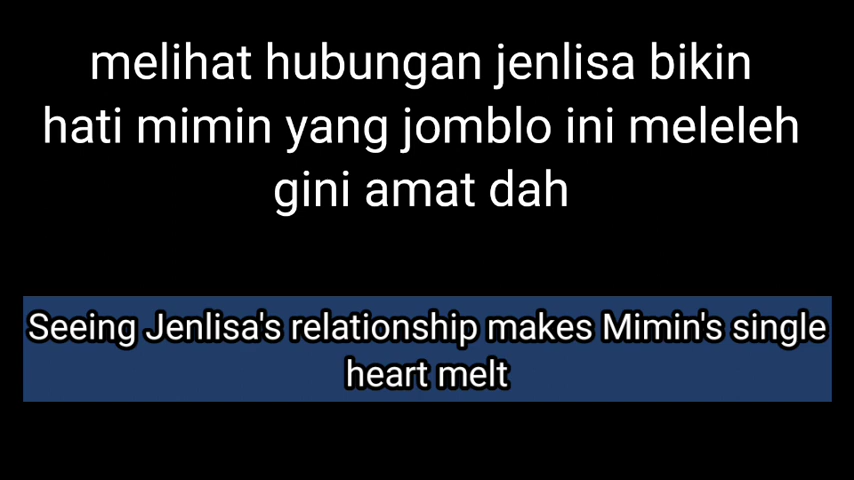 melihat hubungan jenlisa bikin
hati mimin yang jomblo ini meleleh
gini amat dah
Seeing Jenlisa's relationship makes Mimin's single
heart melt